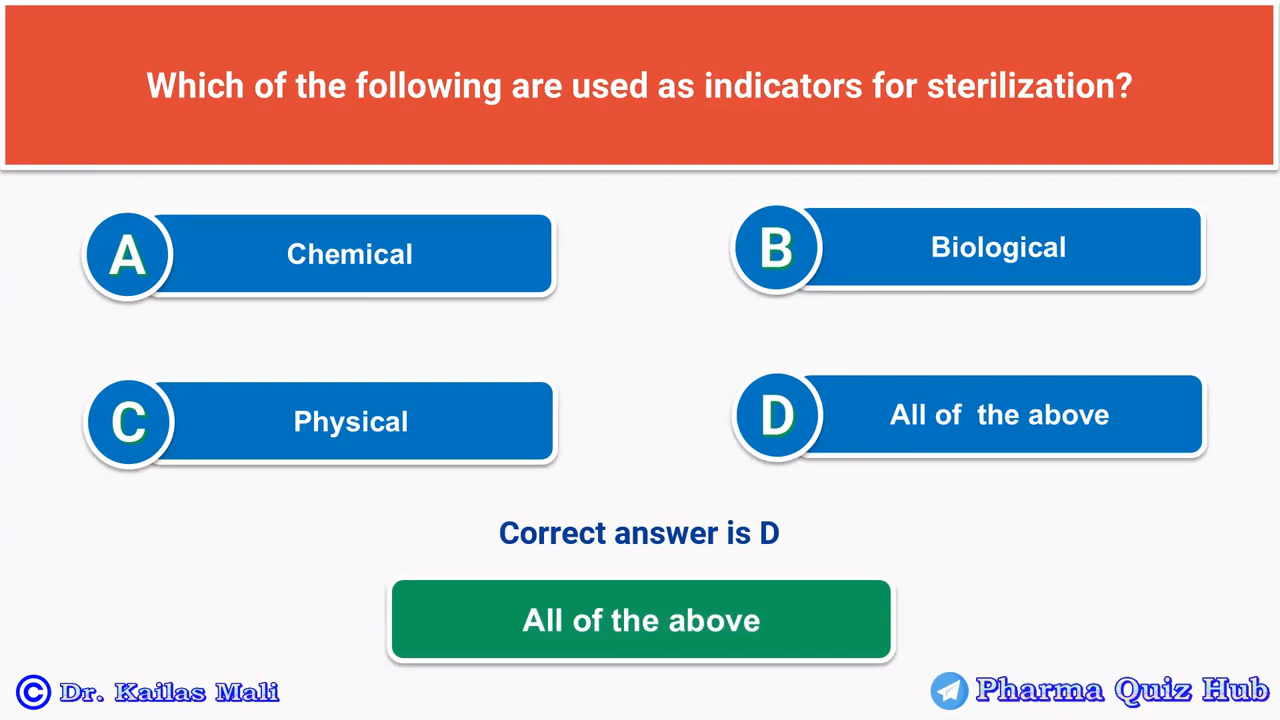 Which of the following are used as indicators for sterilization?
A Chemical
B Biological
C Physical
D All of the above
Correct answer is D
All of the above
© Dr. Kailas Mali
Pharma Quiz Hub